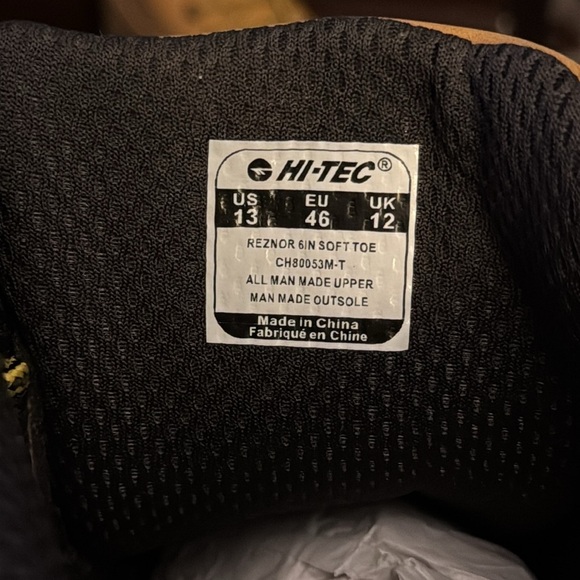 HI-TEC®
US EU UK
13 46 12
REZNOR 6IN SOFT TOE
CH80053M-T
ALL MAN MADE UPPER
MAN MADE OUTSOLE
Made in China
Fabriqué en Chine